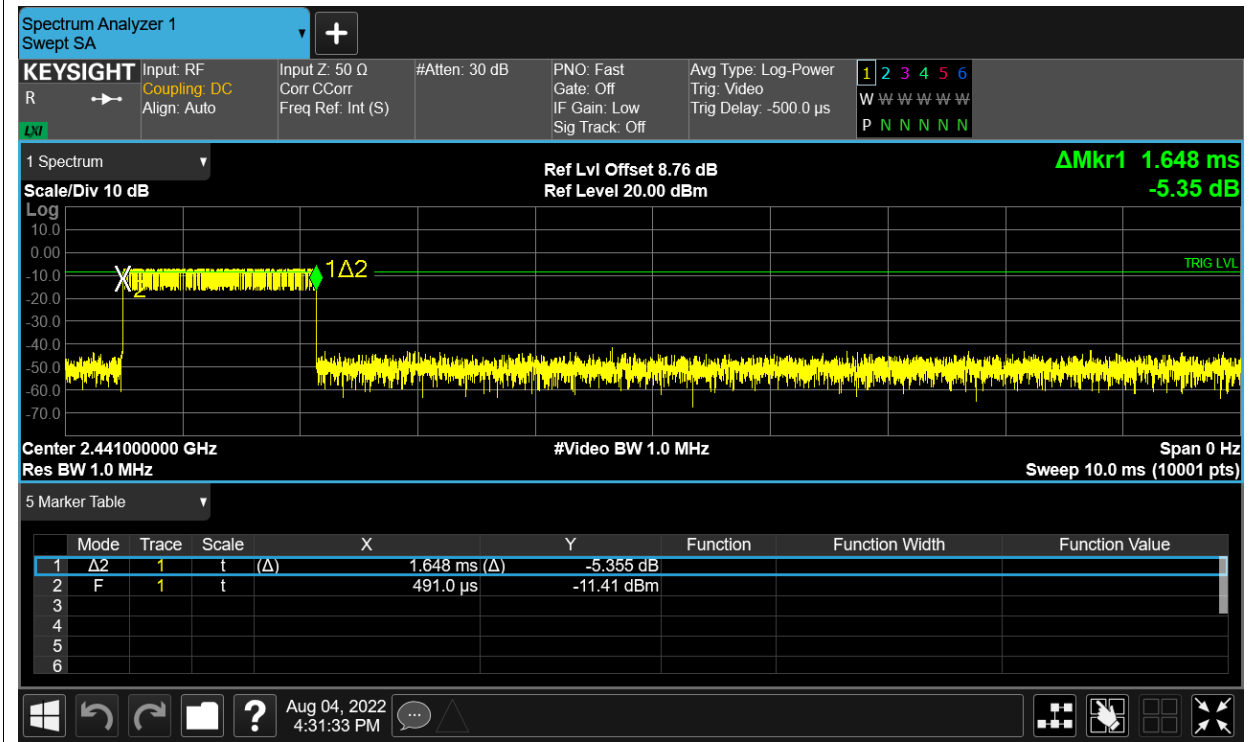 Spectrum Analyzer 1
Swept SA
KEYSIGHT
R
LXI
Input: RF
Coupling: DC
Align: Auto
Input Z: 50 Ω
Corr CCorr
Freq Ref: Int (S)
#Atten: 30 dB
PNO: Fast
Gate: Off
IF Gain: Low
Sig Track: Off
Avg Type: Log-Power
Trig: Video
Trig Delay: -500.0 µs
1 2 3 4 5 6
W W W W W W
P N N N N N
1 Spectrum
Scale/Div 10 dB
Ref Lvl Offset 8.76 dB
Ref Level 20.00 dBm
ΔMkr1 1.648 ms
-5.35 dB
Log
10.0
0.00
-10.0
-20.0
-30.0
-40.0
-50.0
-60.0
-70.0
X
2
1Δ2
TRIG LVL
Center 2.441000000 GHz
#Video BW 1.0 MHz
Span 0 Hz
Res BW 1.0 MHz
Sweep 10.0 ms (10001 pts)
5 Marker Table
Mode Trace Scale X Y Function Function Width Function Value
1 Δ2 1 t (Δ) 1.648 ms (Δ) -5.355 dB
2 F 1 t 491.0 µs -11.41 dBm
3
4
5
6
?
Aug 04, 2022
4:31:33 PM